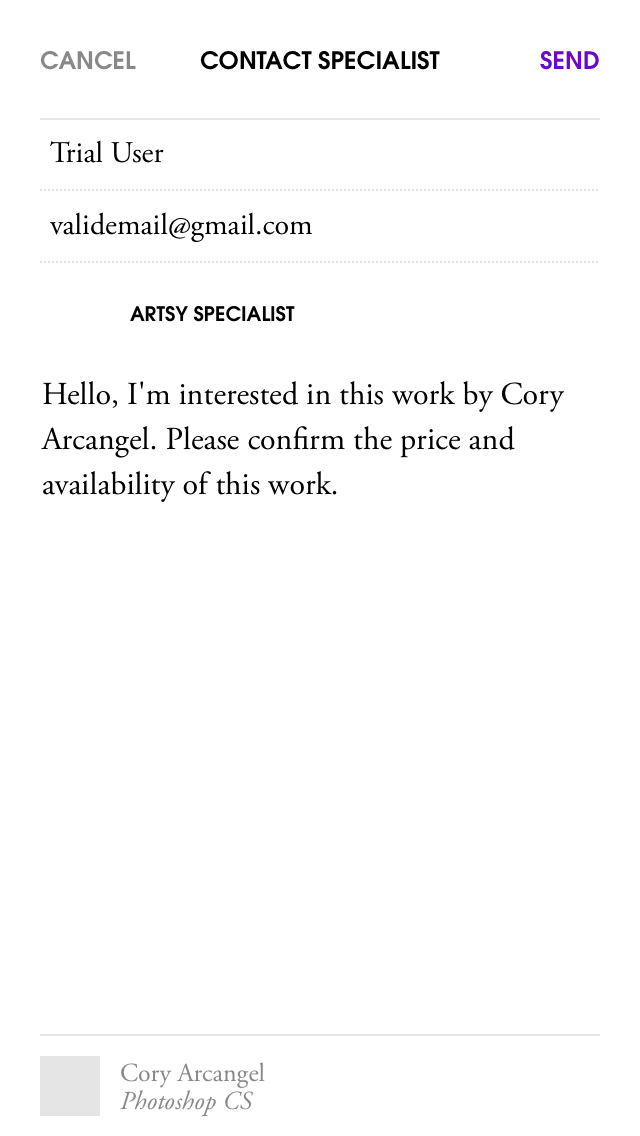 CANCEL CONTACT SPECIALIST SEND
Trial User
validemail@gmail.com
ARTSY SPECIALIST
Hello, I'm interested in this work by Cory
Arcangel. Please confirm the price and
availability of this work.
Cory Arcangel
Photoshop CS